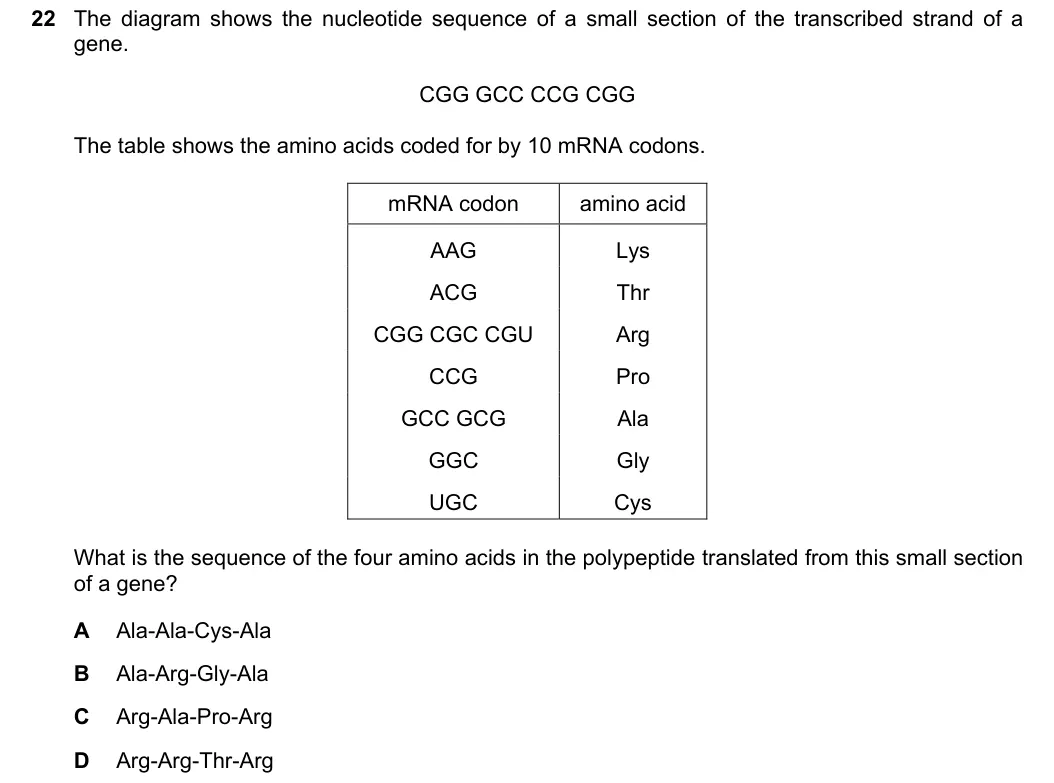 22 The diagram shows the nucleotide sequence of a small section of the transcribed strand of a
gene.
CGG GCC CCG CGG
The table shows the amino acids coded for by 10 mRNA codons.
mRNA codon amino acid
AAG Lys
ACG Thr
CGG CGC CGU Arg
CCG Pro
GCC GCG Ala
GGC Gly
UGC Cys
What is the sequence of the four amino acids in the polypeptide translated from this small section
of a gene?
A Ala-Ala-Cys-Ala
B Ala-Arg-Gly-Ala
C Arg-Ala-Pro-Arg
D Arg-Arg-Thr-Arg